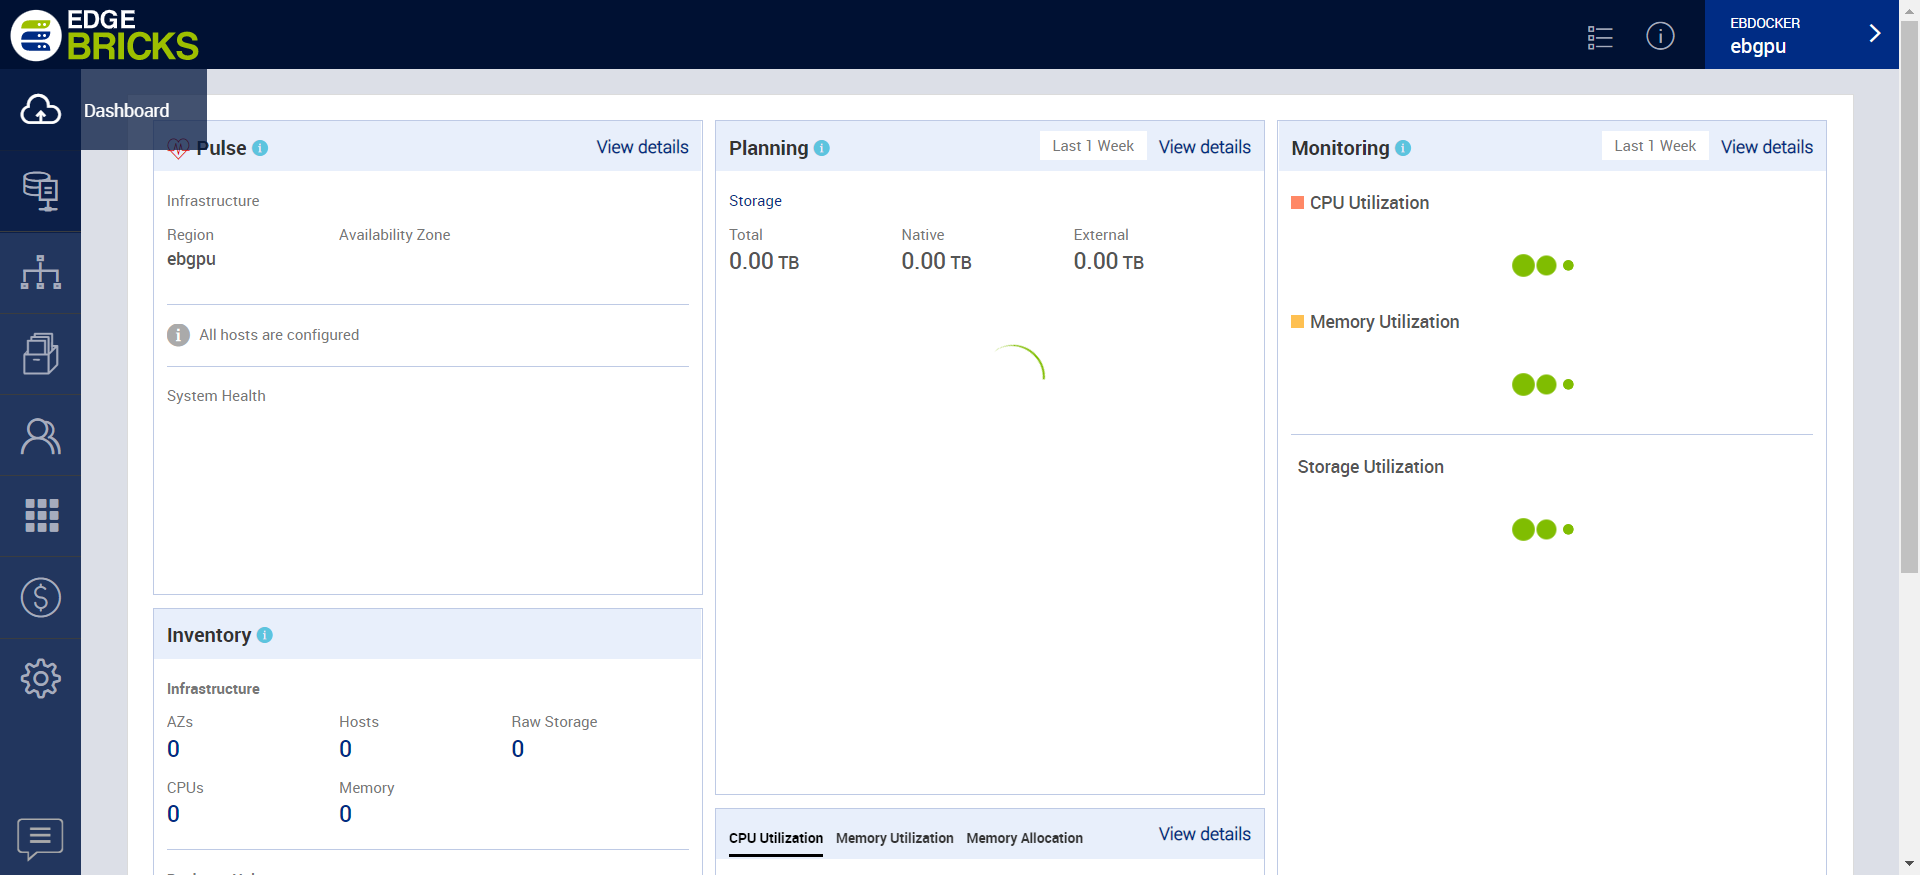 EDGE
BRICKS
EBDOCKER
ebgpu
Dashboard
Pulse
View details
Infrastructure
Region
Availability Zone
ebgpu
All hosts are configured
System Health
Inventory
Infrastructure
AZs
Hosts
Raw Storage
0
0
0
CPUs
Memory
0
0
Planning
Last 1 Week
View details
Storage
Total
Native
External
0.00 TB
0.00 TB
0.00 TB
CPU Utilization
Memory Utilization
Memory Allocation
View details
Monitoring
Last 1 Week
View details
CPU Utilization
Memory Utilization
Storage Utilization